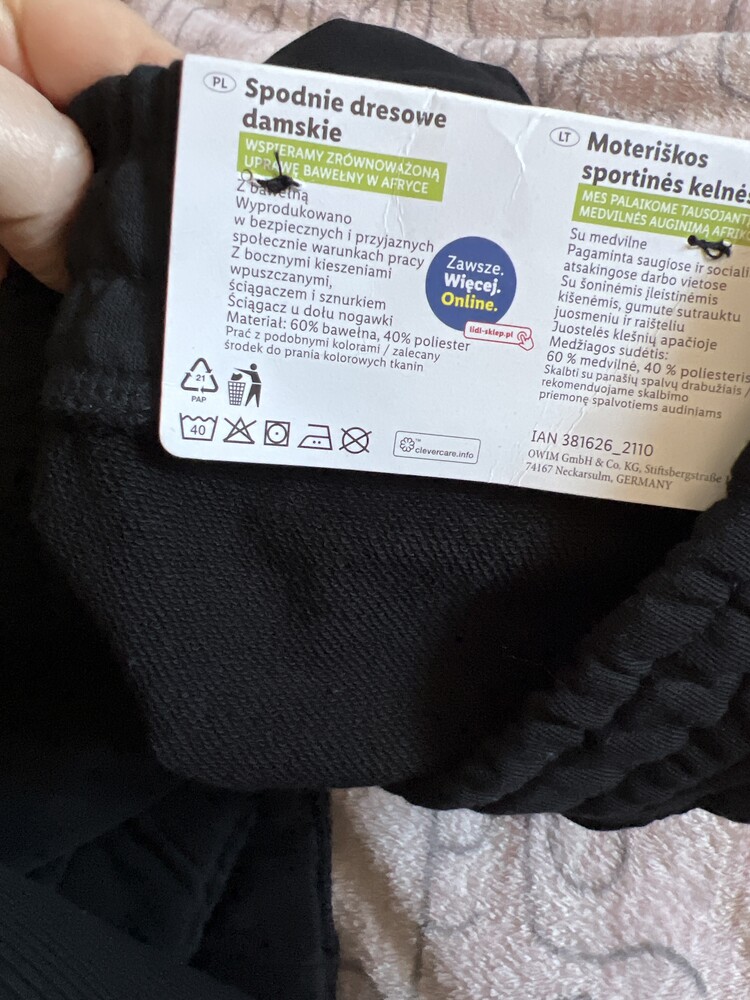 PL
Spodnie dresowe
damskie
WSPIERAMY ZRÓWNOWAŻONĄ
UPRAWĘ BAWEŁNY W AFRYCE
Z bawełną
Wyprodukowano
w bezpiecznych i przyjaznych
społecznie warunkach pracy
Z bocznymi kieszeniami
wpuszczanymi,
ściągaczem i sznurkiem
Ściągacz u dołu nogawki
Materiał: 60% bawełna, 40% poliester
Prać z podobnymi kolorami / zalecany
środek do prania kolorowych tkanin
Zawsze.
Więcej.
Online.
lidl-sklep.pl
21
PAP
40
clevercare.info
LT
Moteriškos
sportinės kelnės
MES PALAIKOME TAUSOJANT
MEDVILNĖS AUGINIMĄ AFRIK
Su medvilne
Pagaminta saugiose ir sociali
atsakingose darbo vietose
Su šoninėmis įleistinėmis
kišenėmis, gumute sutrauktu
juosmeniu ir raišteliu
Juostelės klešnių apačioje
Medžiagos sudėtis:
60 % medvilnė, 40 % poliesteris
Skalbti su panašių spalvų drabužiais /
rekomenduojame skalbimo
priemonę spalvotiems audiniams
IAN 381626_2110
OWIM GmbH & Co. KG, Stiftsbergstraße 1
74167 Neckarsulm, GERMANY